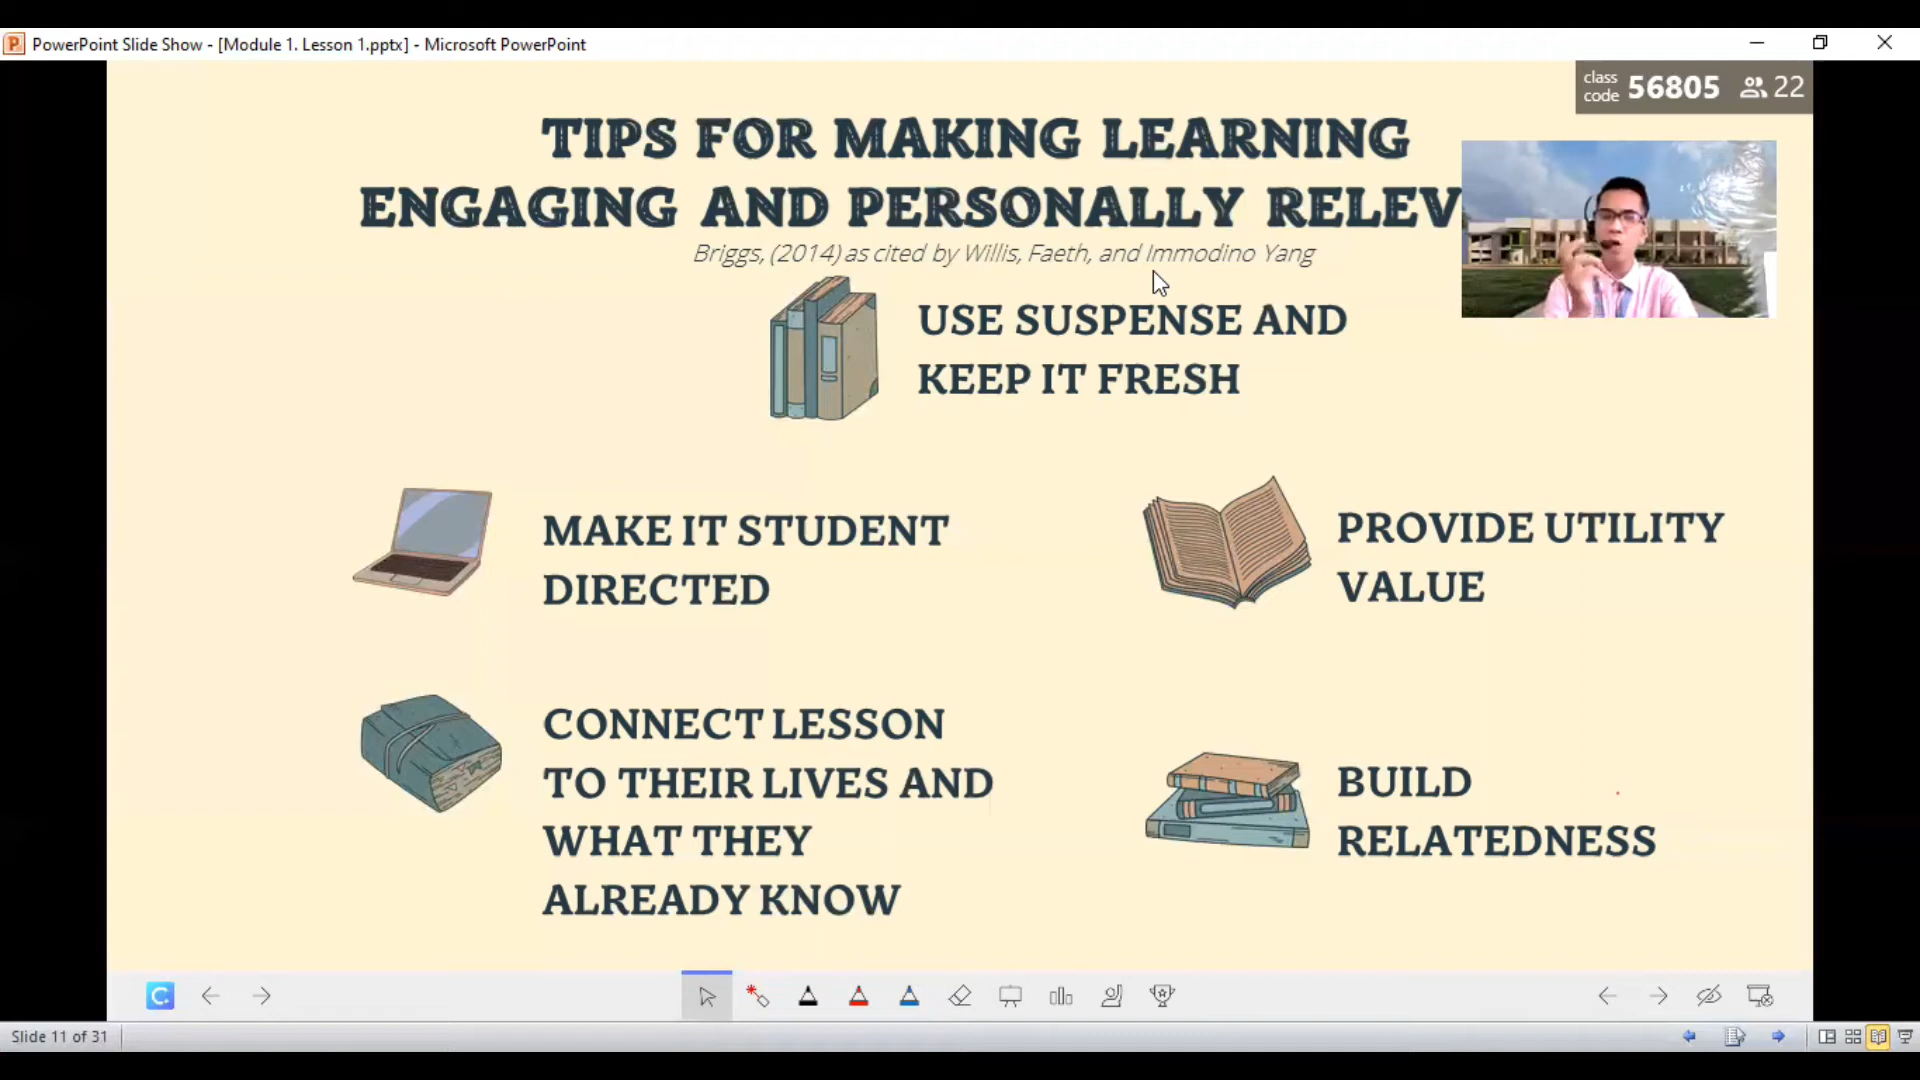 PowerPoint Slide Show - [Module 1. Lesson 1.pptx] - Microsoft PowerPoint
class code 56805 22
TIPS FOR MAKING LEARNING
ENGAGING AND PERSONALLY RELEV
Briggs, (2014) as cited by Willis, Faeth, and Immodino Yang
USE SUSPENSE AND
KEEP IT FRESH
MAKE IT STUDENT
DIRECTED
PROVIDE UTILITY
VALUE
CONNECT LESSON
TO THEIR LIVES AND
WHAT THEY
ALREADY KNOW
BUILD
RELATEDNESS
Slide 11 of 31